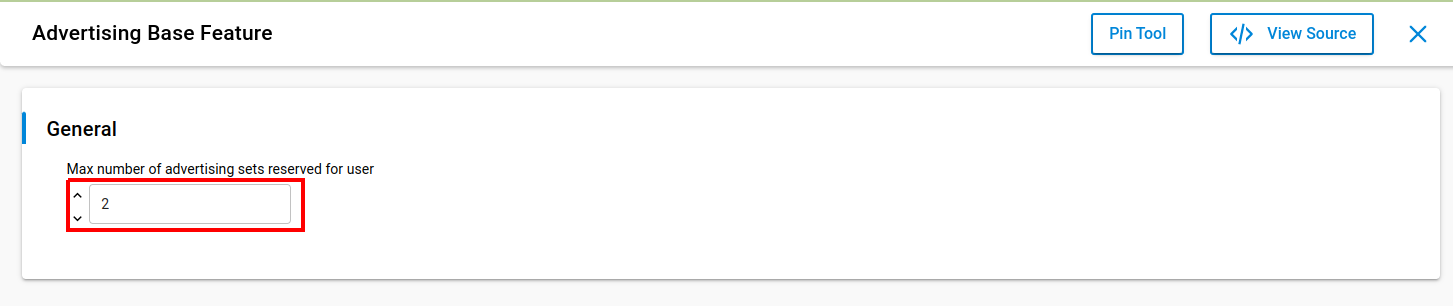 Advertising Base Feature
Pin Tool
</> View Source
General
Max number of advertising sets reserved for user
2